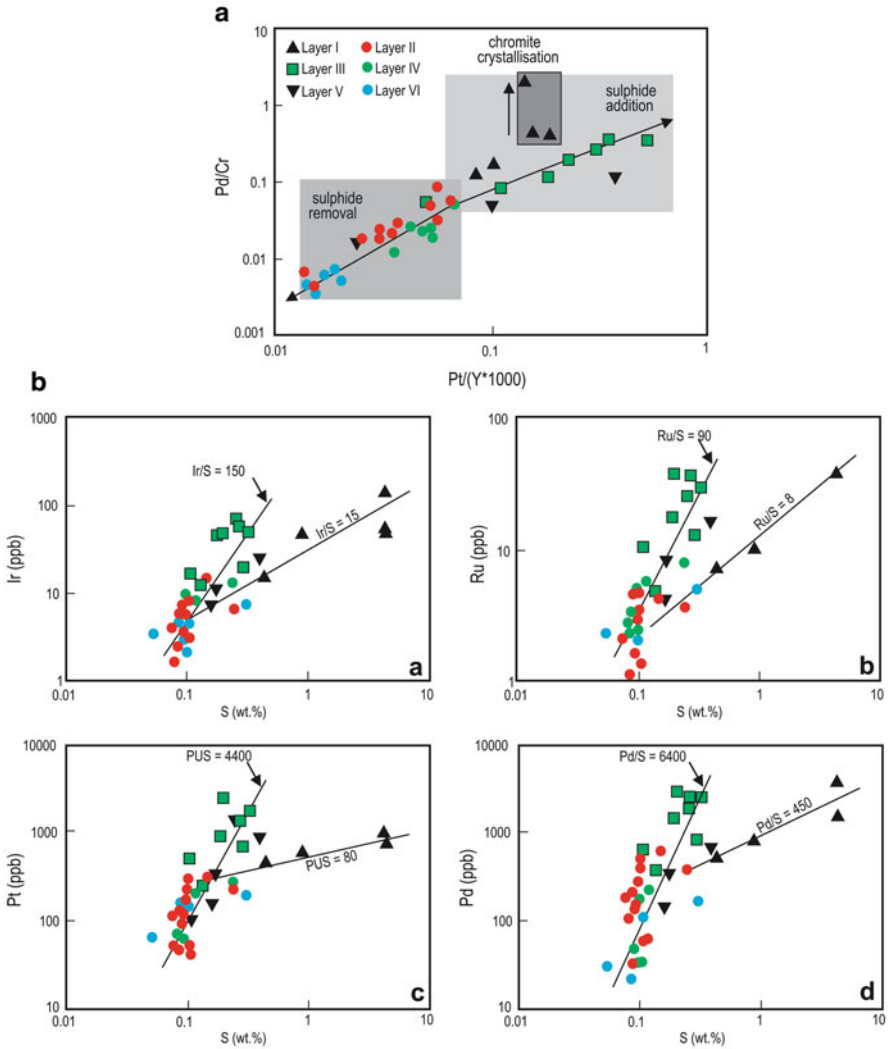 a
Layer I
Layer II
Layer III
Layer IV
Layer V
Layer VI
chromite
crystallisation
sulphide
addition
sulphide
removal
10
1
0.1
0.01
0.001
Pd/Cr
0.01
0.1
1
Pt/(Y*1000)
b
1000
100
10
1
Ir (ppb)
Ir/S = 150
Ir/S = 15
a
0.01
0.1
1
10
S (wt.%)
100
10
1
Ru (ppb)
Ru/S = 90
Ru/S = 8
b
0.01
0.1
1
10
S (wt.%)
10000
1000
100
10
Pt (ppb)
PUS = 4400
PUS = 80
c
0.01
0.1
1
10
S (wt.%)
10000
1000
100
10
Pd (ppb)
Pd/S = 6400
Pd/S = 450
d
0.01
0.1
1
10
S (wt.%)